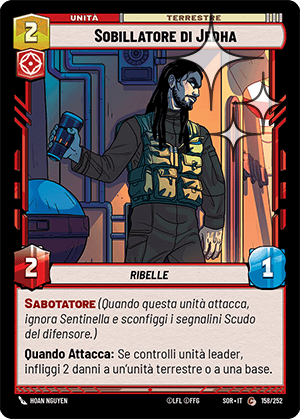 2
UNITÀ
TERRESTRE
SOBILLATORE DI JEDHA
2
1
RIBELLE
SABOTATORE (Quando questa unità attacca,
ignora Sentinella e sconfiggi i segnalini Scudo
del difensore.)
Quando Attacca: Se controlli unità leader,
infliggi 2 danni a un'unità terrestre o a una base.
HOAN NGUYEN
©LFL ©FFG
SOR • IT C 158/252